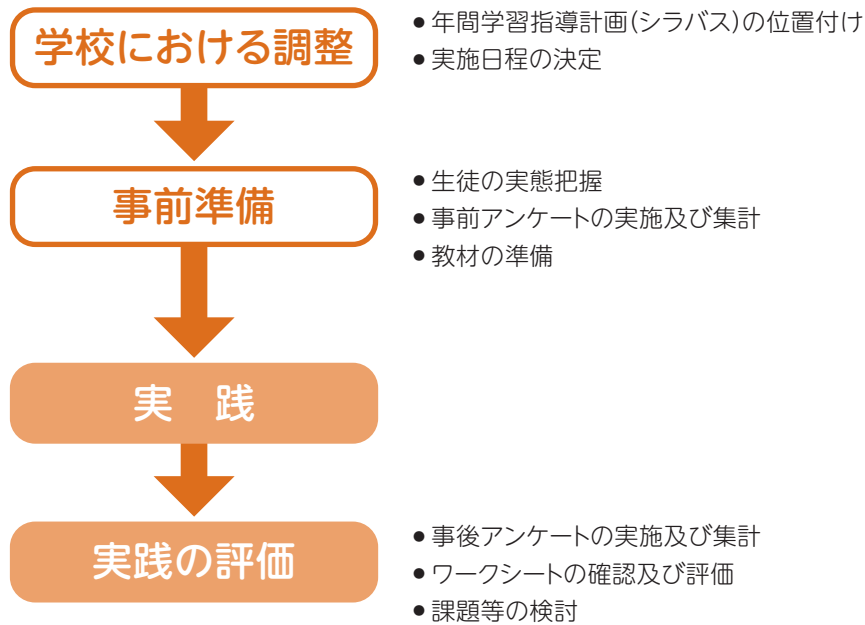 学校における調整
●年間学習指導計画(シラバス)の位置付け
●実施日程の決定
事前準備
●生徒の実態把握
●事前アンケートの実施及び集計
●教材の準備
実　践
実践の評価
●事後アンケートの実施及び集計
●ワークシートの確認及び評価
●課題等の検討